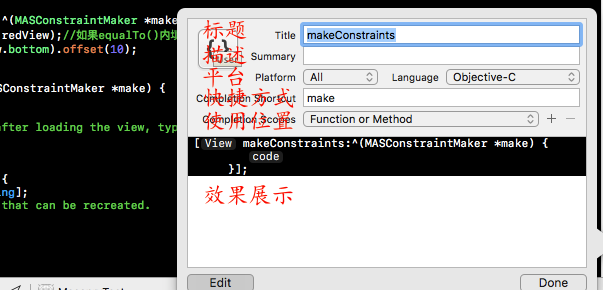 ^(MASConstraintMaker *make
redView);//如果equalTo()内填
w.bottom).offset(10);
SConstraintMaker *make) {
after loading the view, typ
{
ng];
that can be recreated.
标题
Title
makeConstraints
{ }
User
描述
Summary
平台
Platform
All
Language
Objective-C
快捷方式
Completion Shortcut
make
使用位置
Completion Scopes
Function or Method
+ −
[ View makeConstraints:^(MASConstraintMaker *make) {
code
}];
效果展示
Edit
Done